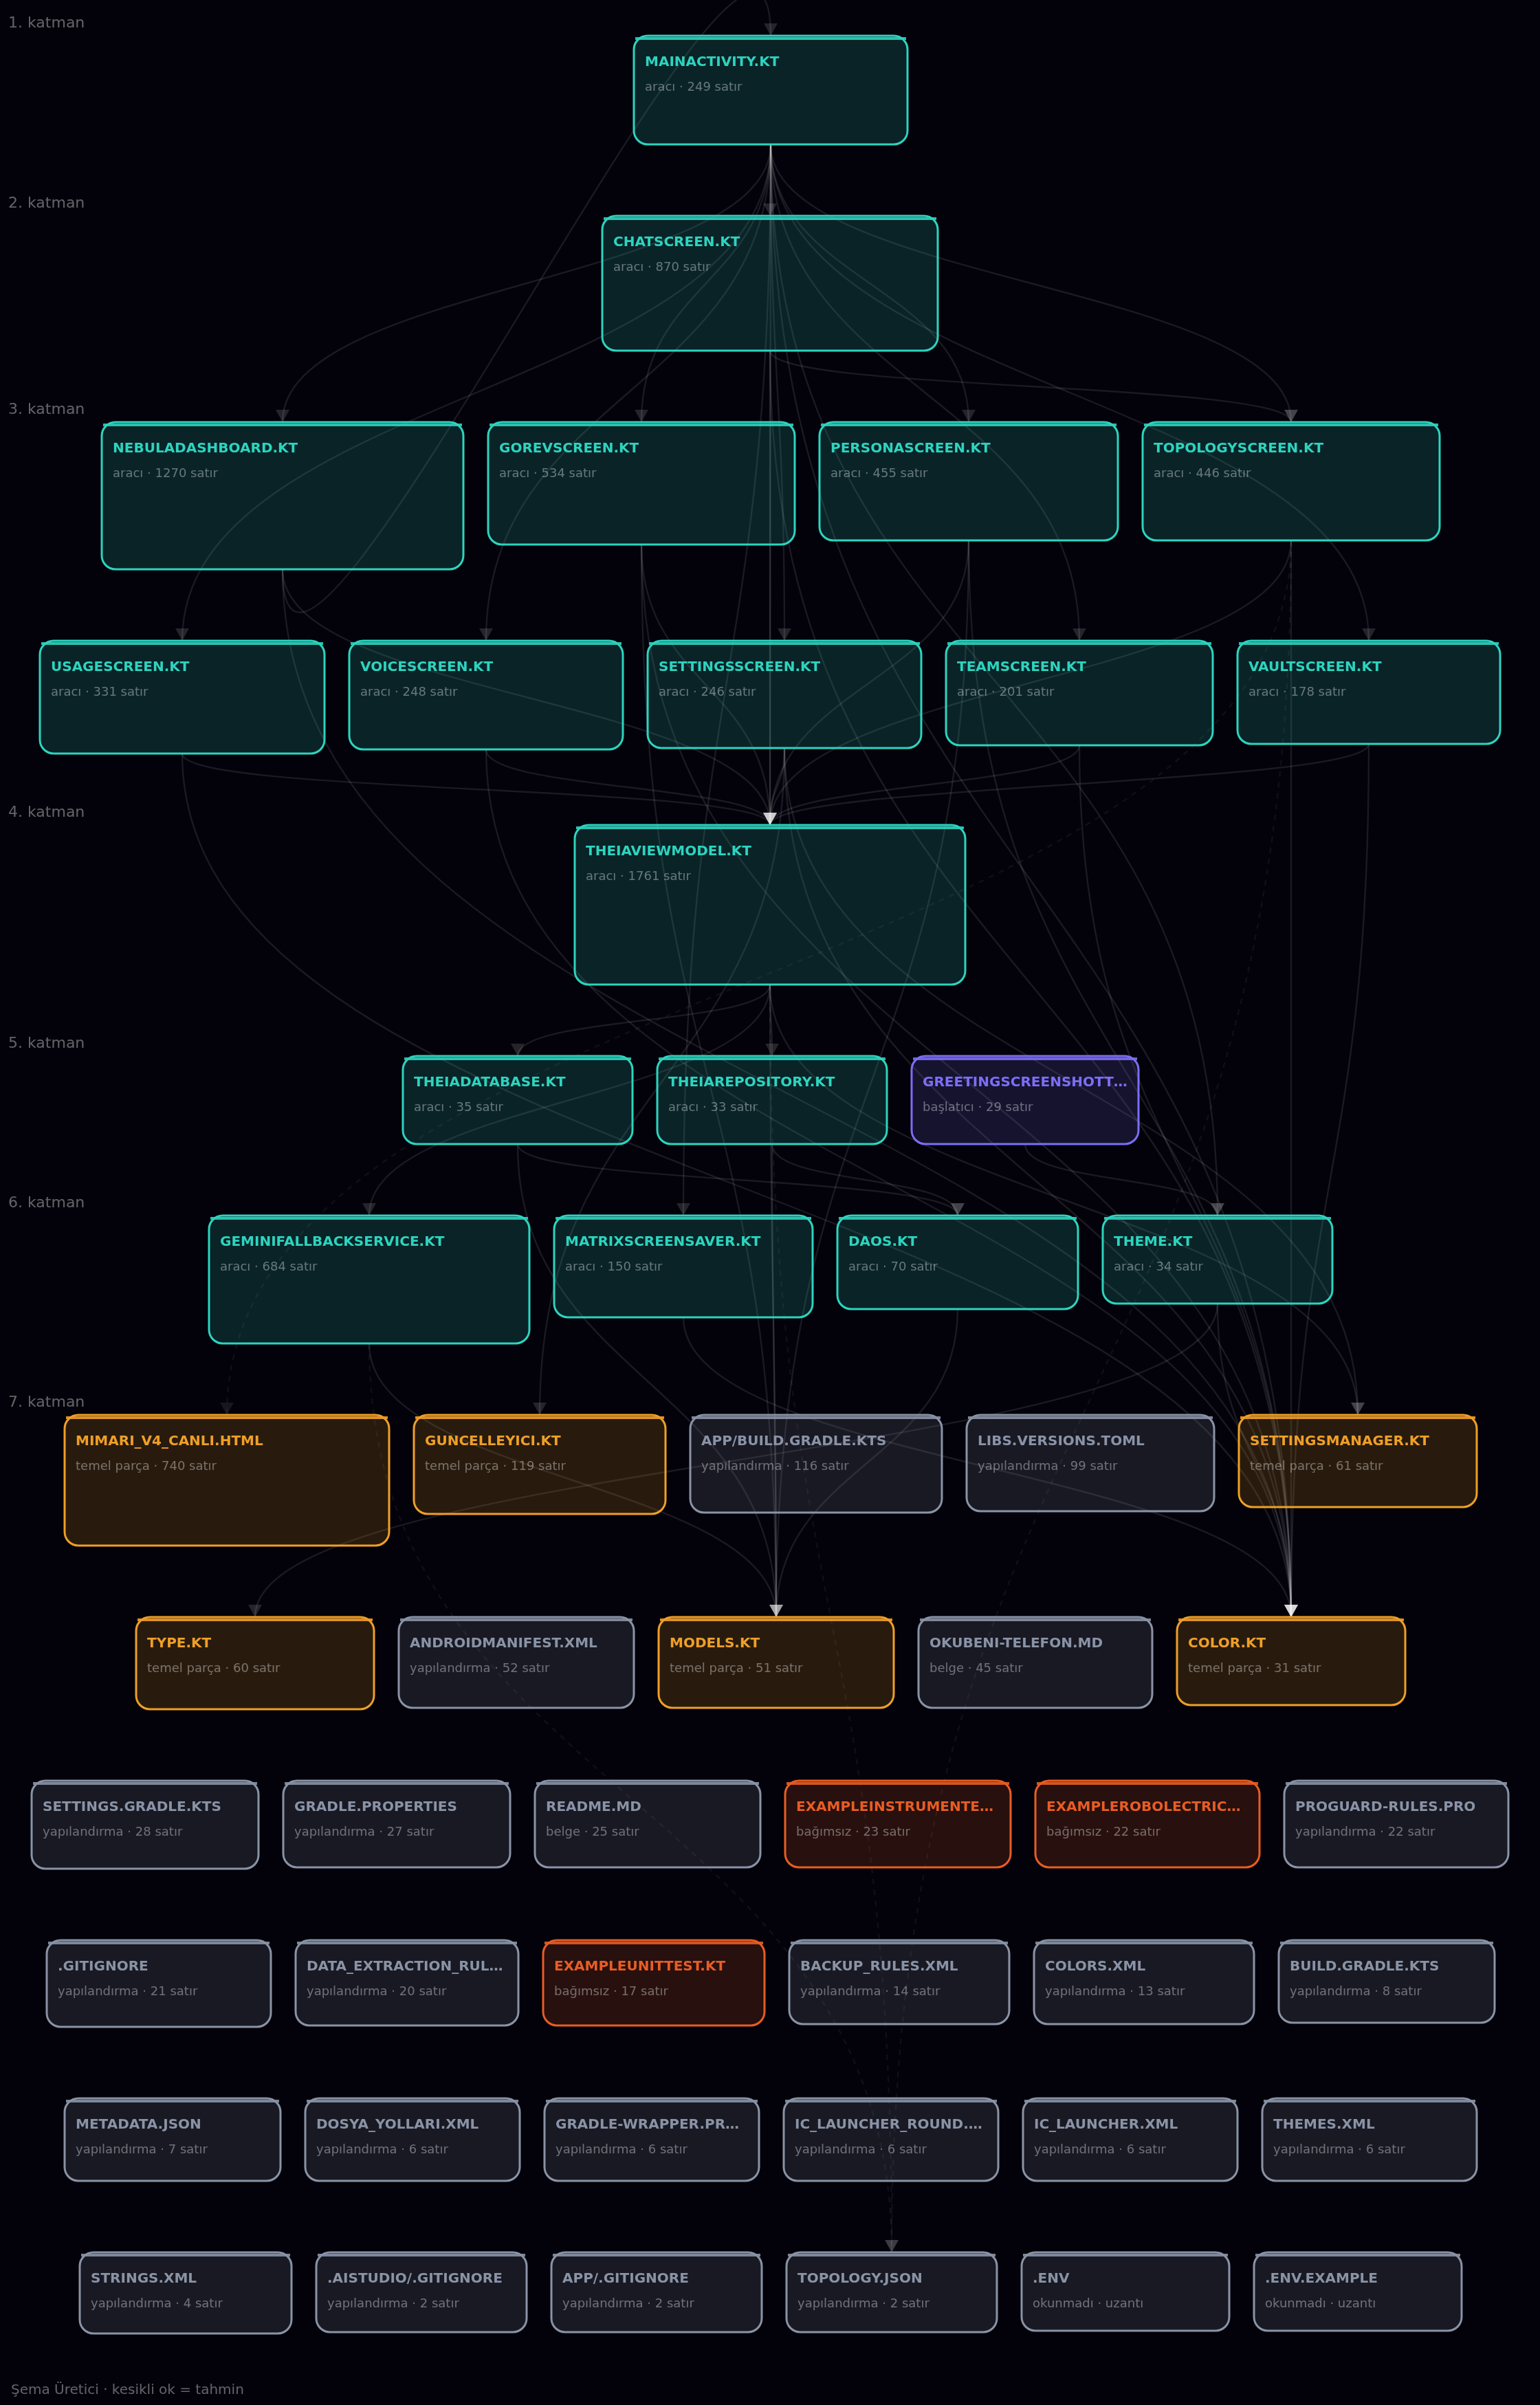 1. katman
MAINACTIVITY.KT
aracı · 249 satır
2. katman
CHATSCREEN.KT
aracı · 870 satır
3. katman
NEBULADASHBOARD.KT
aracı · 1270 satır
GOREVSCREEN.KT
aracı · 534 satır
PERSONASCREEN.KT
aracı · 455 satır
TOPOLOGYSCREEN.KT
aracı · 446 satır
USAGESCREEN.KT
aracı · 331 satır
VOICESCREEN.KT
aracı · 248 satır
SETTINGSSCREEN.KT
aracı · 246 satır
TEAMSCREEN.KT
aracı · 201 satır
VAULTSCREEN.KT
aracı · 178 satır
4. katman
THEIAVIEWMODEL.KT
aracı · 1761 satır
5. katman
THEIADATABASE.KT
aracı · 35 satır
THEIAREPOSITORY.KT
aracı · 33 satır
GREETINGSCREENSHOTT…
başlatıcı · 29 satır
6. katman
GEMINIFALLBACKSERVICE.KT
aracı · 684 satır
MATRIXSCREENSAVER.KT
aracı · 150 satır
DAOS.KT
aracı · 70 satır
THEME.KT
aracı · 34 satır
7. katman
MIMARI_V4_CANLI.HTML
temel parça · 740 satır
GUNCELLEYICI.KT
temel parça · 119 satır
APP/BUILD.GRADLE.KTS
yapılandırma · 116 satır
LIBS.VERSIONS.TOML
yapılandırma · 99 satır
SETTINGSMANAGER.KT
temel parça · 61 satır
TYPE.KT
temel parça · 60 satır
ANDROIDMANIFEST.XML
yapılandırma · 52 satır
MODELS.KT
temel parça · 51 satır
OKUBENI-TELEFON.MD
belge · 45 satır
COLOR.KT
temel parça · 31 satır
SETTINGS.GRADLE.KTS
yapılandırma · 28 satır
GRADLE.PROPERTIES
yapılandırma · 27 satır
README.MD
belge · 25 satır
EXAMPLEINSTRUMENTE…
bağımsız · 23 satır
EXAMPLEROBOLECTRIC…
bağımsız · 22 satır
PROGUARD-RULES.PRO
yapılandırma · 22 satır
.GITIGNORE
yapılandırma · 21 satır
DATA_EXTRACTION_RUL…
yapılandırma · 20 satır
EXAMPLEUNITTEST.KT
bağımsız · 17 satır
BACKUP_RULES.XML
yapılandırma · 14 satır
COLORS.XML
yapılandırma · 13 satır
BUILD.GRADLE.KTS
yapılandırma · 8 satır
METADATA.JSON
yapılandırma · 7 satır
DOSYA_YOLLARI.XML
yapılandırma · 6 satır
GRADLE-WRAPPER.PR…
yapılandırma · 6 satır
IC_LAUNCHER_ROUND.…
yapılandırma · 6 satır
IC_LAUNCHER.XML
yapılandırma · 6 satır
THEMES.XML
yapılandırma · 6 satır
STRINGS.XML
yapılandırma · 4 satır
.AISTUDIO/.GITIGNORE
yapılandırma · 2 satır
APP/.GITIGNORE
yapılandırma · 2 satır
TOPOLOGY.JSON
yapılandırma · 2 satır
.ENV
okunmadı · uzantı
.ENV.EXAMPLE
okunmadı · uzantı
Şema Üretici · kesikli ok = tahmin